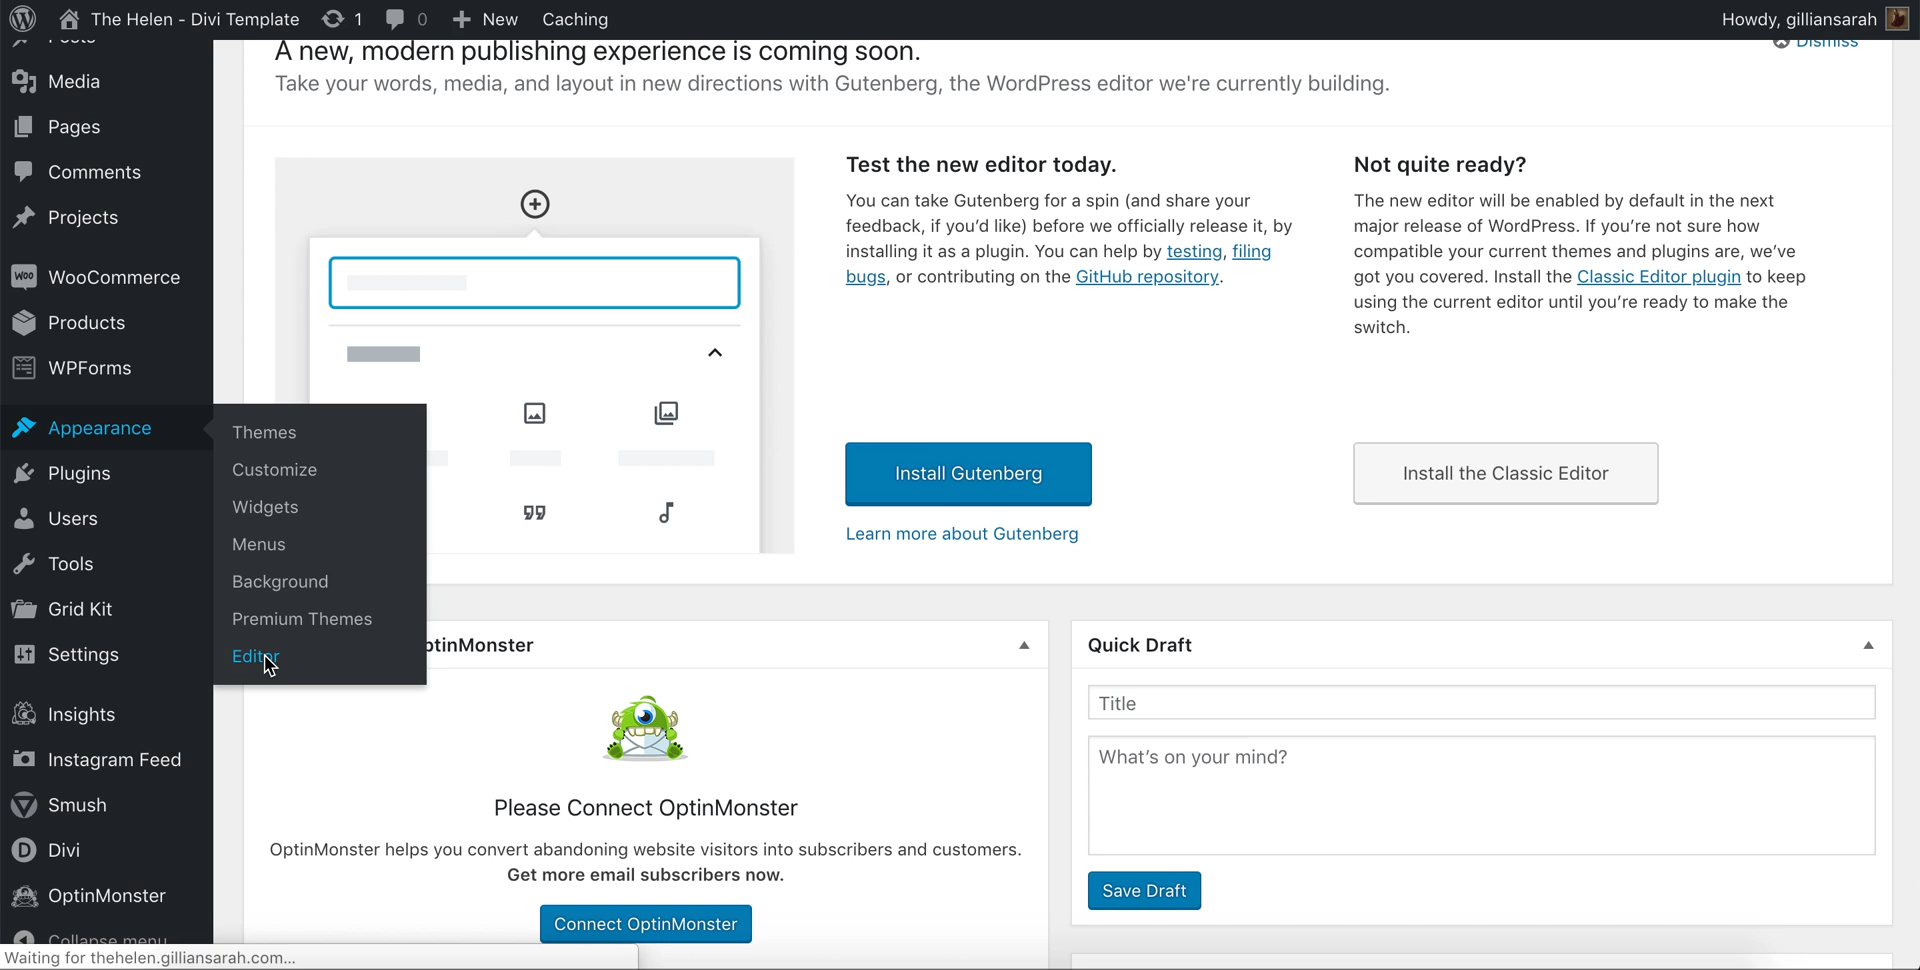 The Helen - Divi Template 1 0 New Caching Howdy, gilliansarah
Posts
Media
Pages
Comments
Projects
WOO WooCommerce
Products
WPForms
Appearance
Plugins
Users
Tools
Grid Kit
Settings
Insights
Instagram Feed
Smush
Divi
OptinMonster
Collapse menu
Themes
Customize
Widgets
Menus
Background
Premium Themes
Editor
A new, modern publishing experience is coming soon.
Dismiss
Take your words, media, and layout in new directions with Gutenberg, the WordPress editor we're currently building.
Test the new editor today.
You can take Gutenberg for a spin (and share your
feedback, if you'd like) before we officially release it, by
installing it as a plugin. You can help by testing, filing
bugs, or contributing on the GitHub repository.
Install Gutenberg
Learn more about Gutenberg
Not quite ready?
The new editor will be enabled by default in the next
major release of WordPress. If you're not sure how
compatible your current themes and plugins are, we've
got you covered. Install the Classic Editor plugin to keep
using the current editor until you're ready to make the
switch.
Install the Classic Editor
ptinMonster
Please Connect OptinMonster
OptinMonster helps you convert abandoning website visitors into subscribers and customers.
Get more email subscribers now.
Connect OptinMonster
Quick Draft
Title
What's on your mind?
Save Draft
Waiting for thehelen.gilliansarah.com...